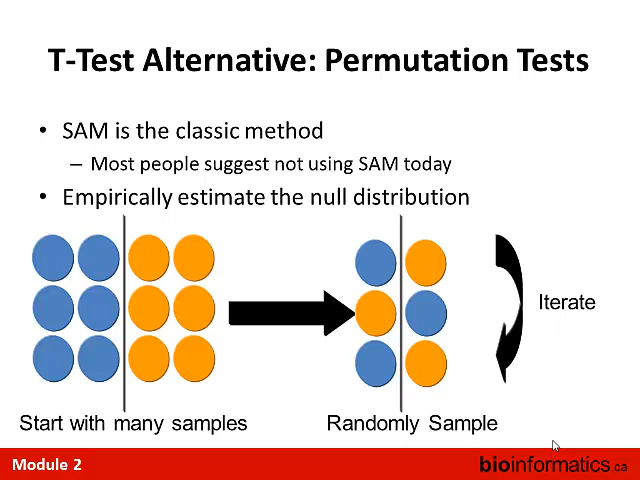 T-Test Alternative: Permutation Tests
• SAM is the classic method
– Most people suggest not using SAM today
• Empirically estimate the null distribution
Iterate
Start with many samples
Randomly Sample
Module 2
bioinformatics.ca